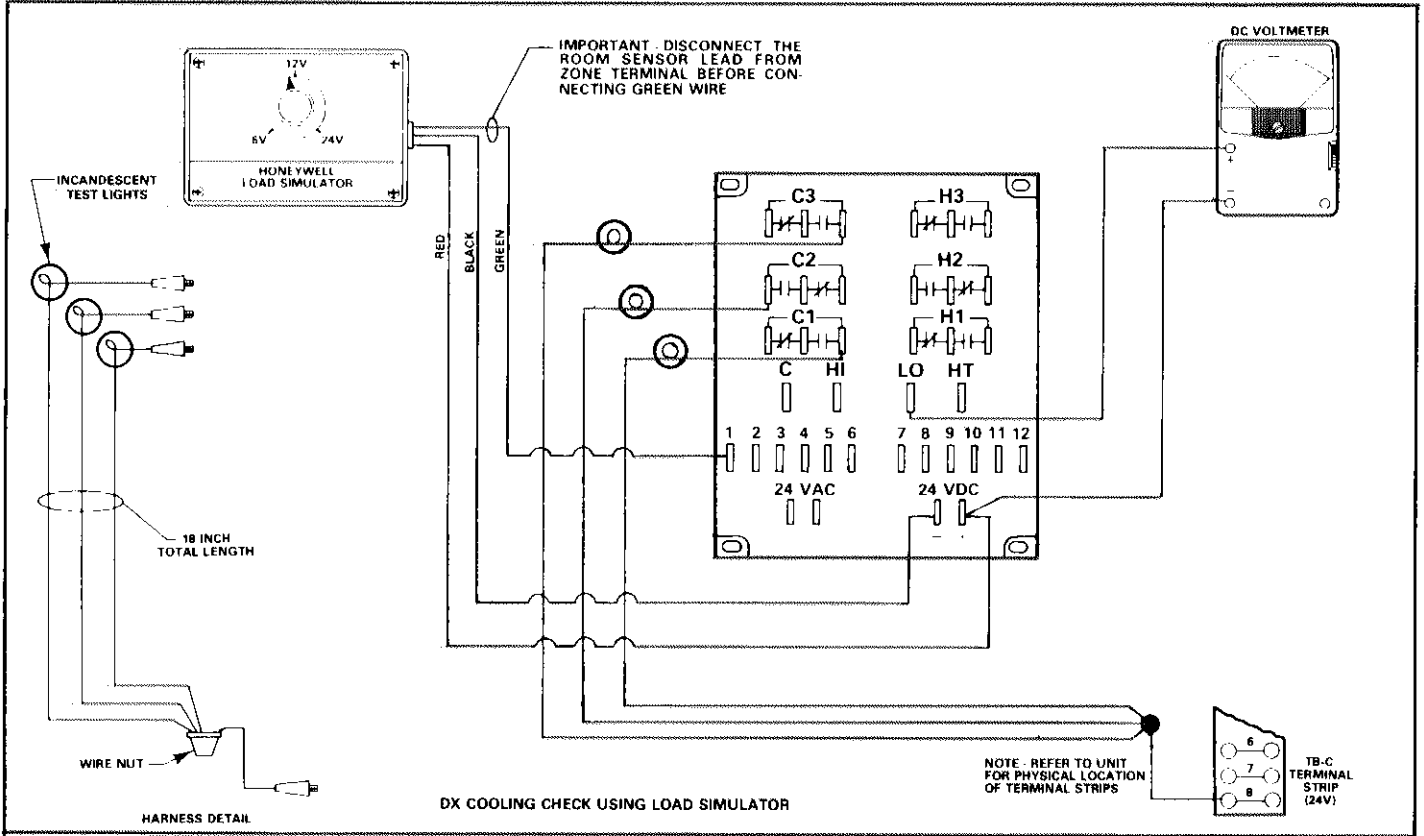 IMPORTANT - DISCONNECT THE
ROOM SENSOR LEAD FROM
ZONE TERMINAL BEFORE CON-
NECTING GREEN WIRE
DC VOLTMETER
12V
6V
24V
HONEYWELL
LOAD SIMULATOR
+
−
INCANDESCENT
TEST LIGHTS
RED
BLACK
GREEN
C3
H3
C2
H2
C1
H1
C HI LO HT
1 2 3 4 5 6 7 8 9 10 11 12
24 VAC
24 VDC
− +
18 INCH
TOTAL LENGTH
WIRE NUT
HARNESS DETAIL
DX COOLING CHECK USING LOAD SIMULATOR
NOTE - REFER TO UNIT
FOR PHYSICAL LOCATION
OF TERMINAL STRIPS
6
7
8
TB-C
TERMINAL
STRIP
(24V)